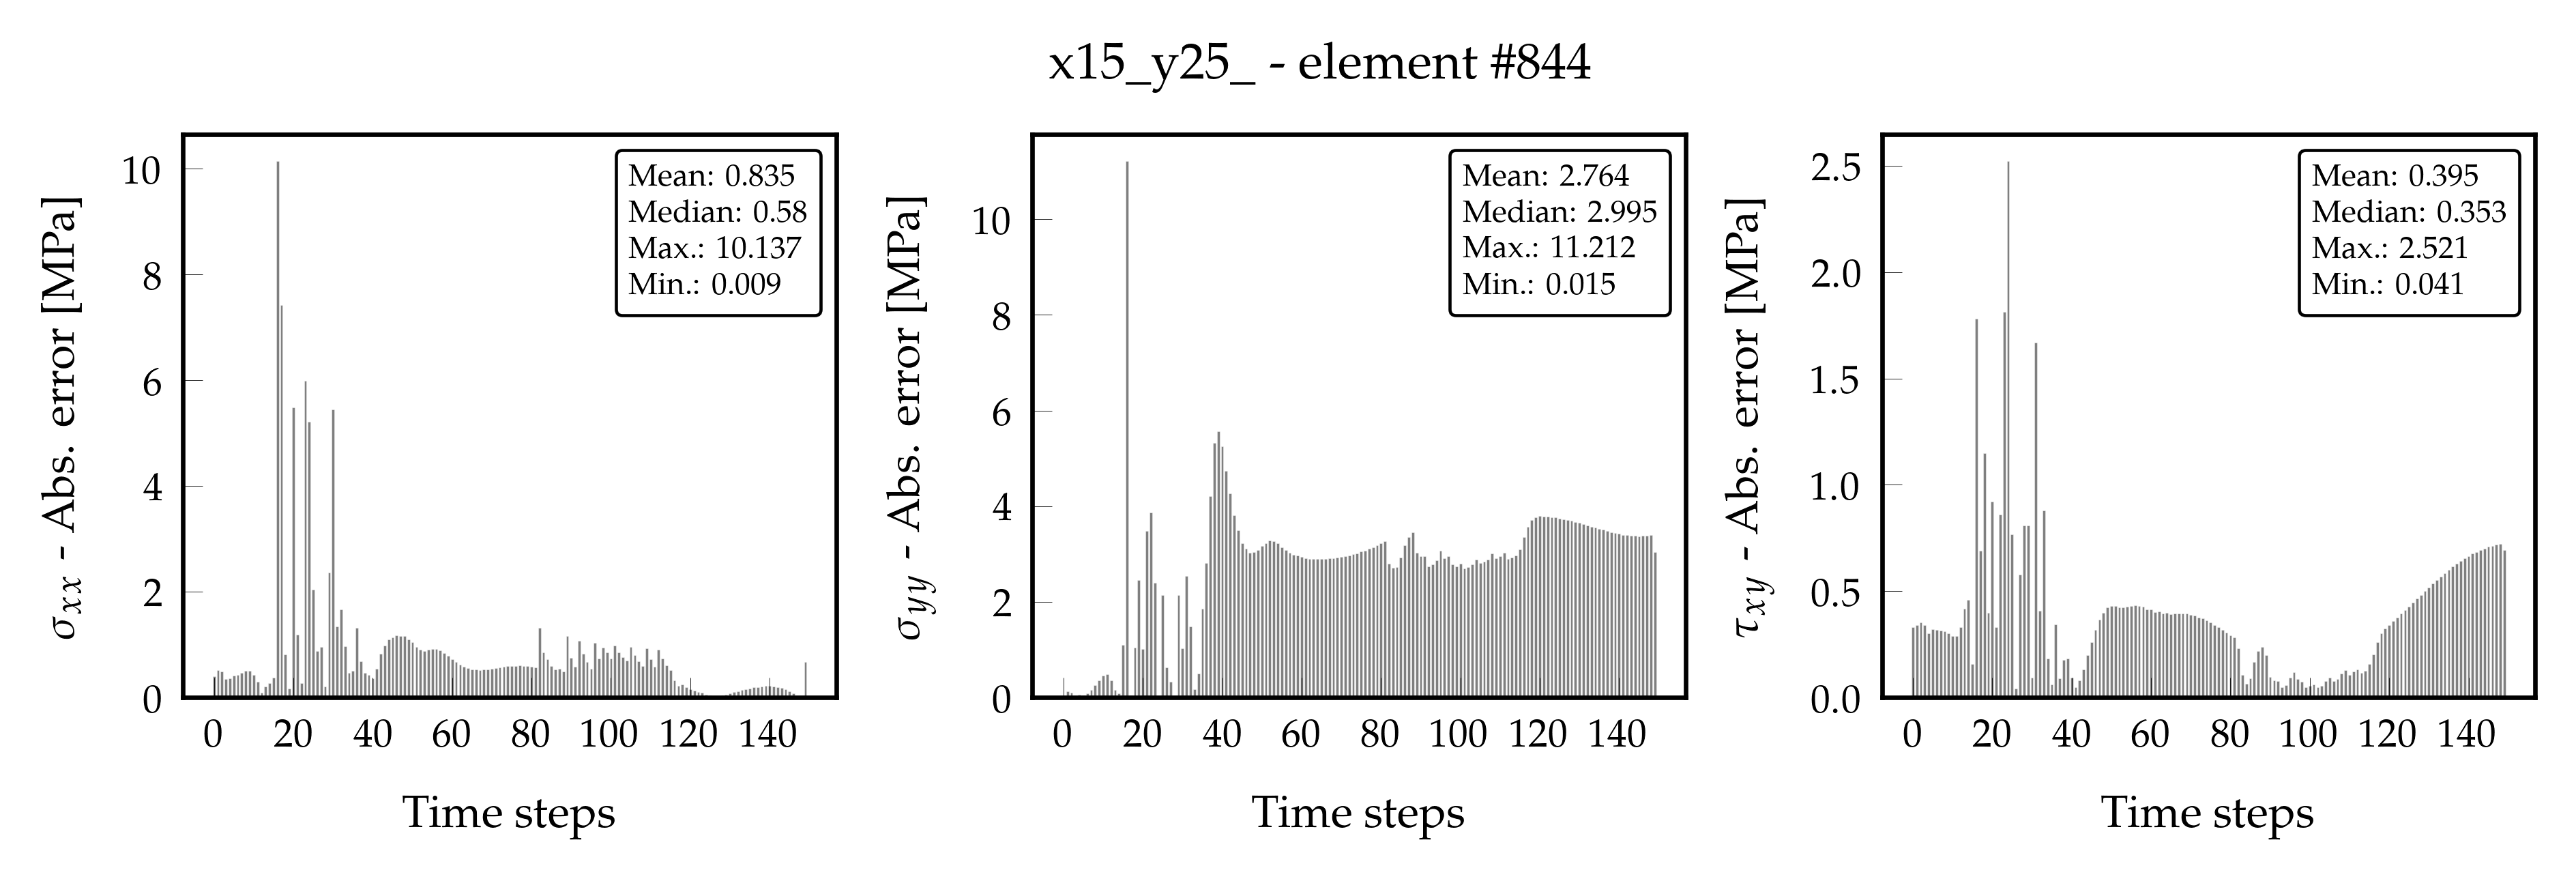 x15_y25_ - element #844
σxx - Abs. error [MPa]
10
8
6
4
2
0
Mean: 0.835
Median: 0.58
Max.: 10.137
Min.: 0.009
0 20 40 60 80 100 120 140
Time steps
σyy - Abs. error [MPa]
10
8
6
4
2
0
Mean: 2.764
Median: 2.995
Max.: 11.212
Min.: 0.015
0 20 40 60 80 100 120 140
Time steps
τxy - Abs. error [MPa]
2.5
2.0
1.5
1.0
0.5
0.0
Mean: 0.395
Median: 0.353
Max.: 2.521
Min.: 0.041
0 20 40 60 80 100 120 140
Time steps